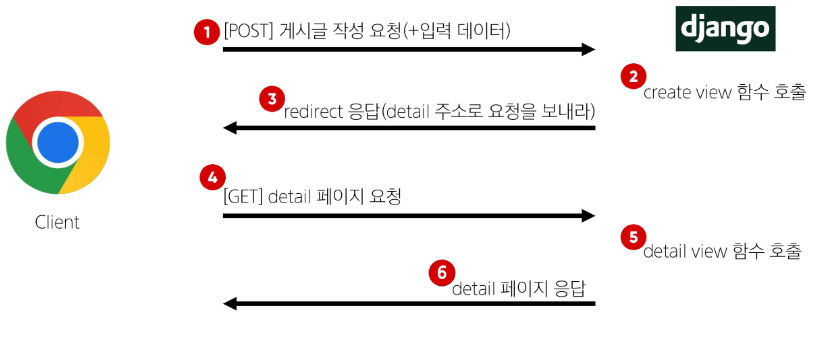 django
1 [POST] 게시글 작성 요청(+입력 데이터)
2 create view 함수 호출
3 redirect 응답(detail 주소로 요청을 보내라)
4 [GET] detail 페이지 요청
Client
5 detail view 함수 호출
6 detail 페이지 응답